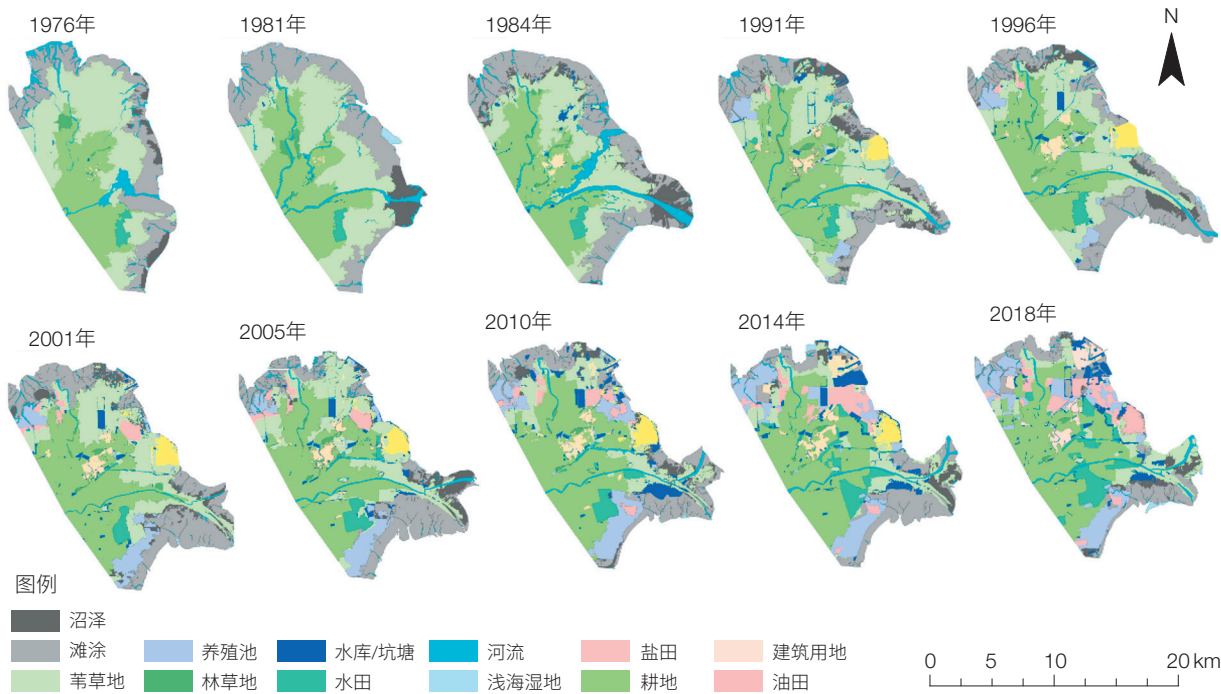 1976年 1981年 1984年 1991年 1996年 N
2001年 2005年 2010年 2014年 2018年
图例
沼泽
滩涂 养殖池 水库/坑塘 河流 盐田 建筑用地
苇草地 林草地 水田 浅海湿地 耕地 油田
0 5 10 20 km